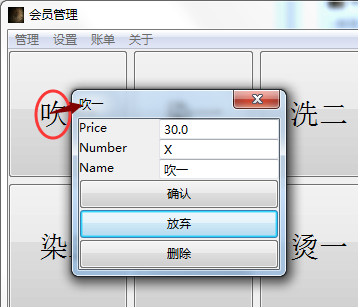 会员管理
管理 设置 账单 关于
吹
洗二
吹一
Price 30.0
Number X
Name 吹一
确认
放弃
删除
染
烫一